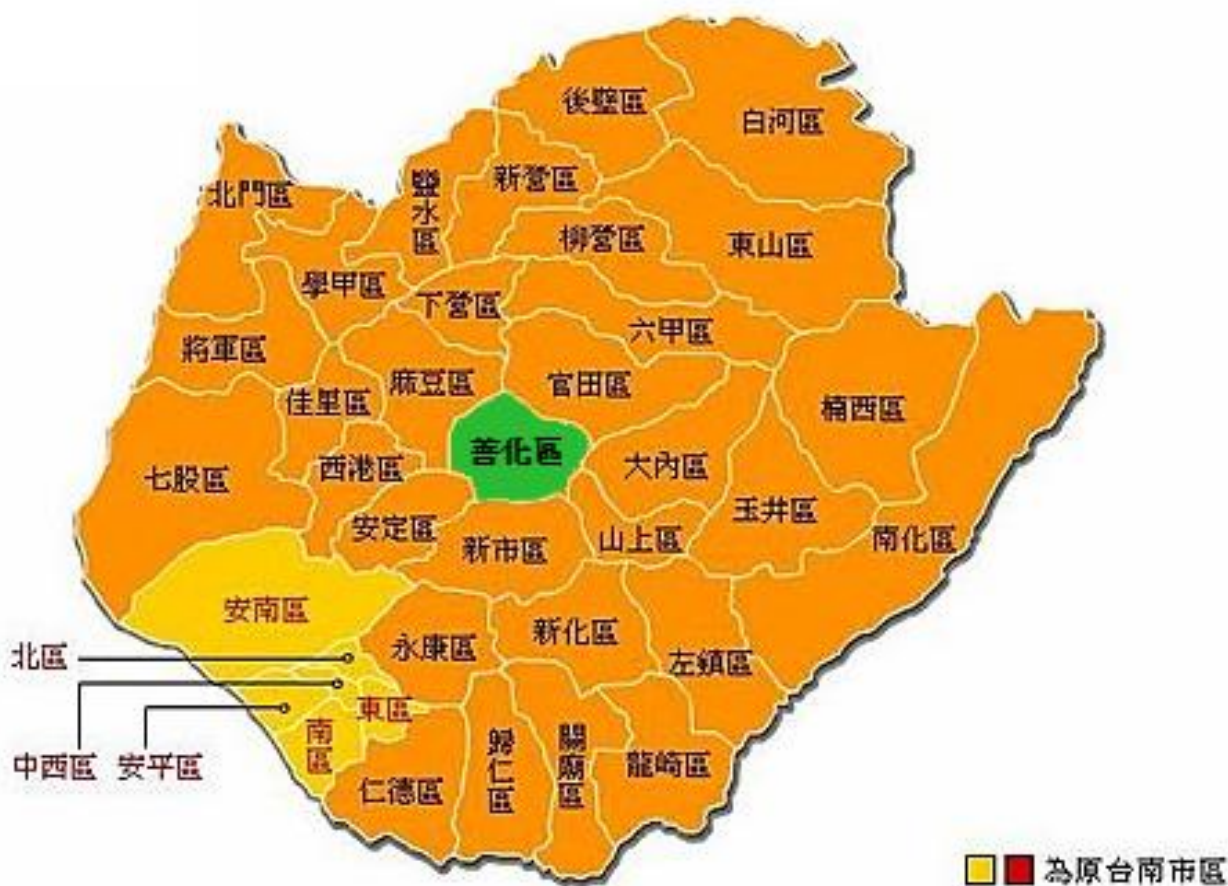 後壁區
白河區
新營區
鹽水區
北門區
柳營區
東山區
學甲區
下營區
六甲區
將軍區
麻豆區
官田區
佳里區
楠西區
善化區
西港區
大內區
七股區
玉井區
安定區
新市區
山上區
南化區
安南區
永康區
新化區
左鎮區
北區
東區
南區
中西區
安平區
仁德區
歸仁區
關廟區
龍崎區
為原台南市區